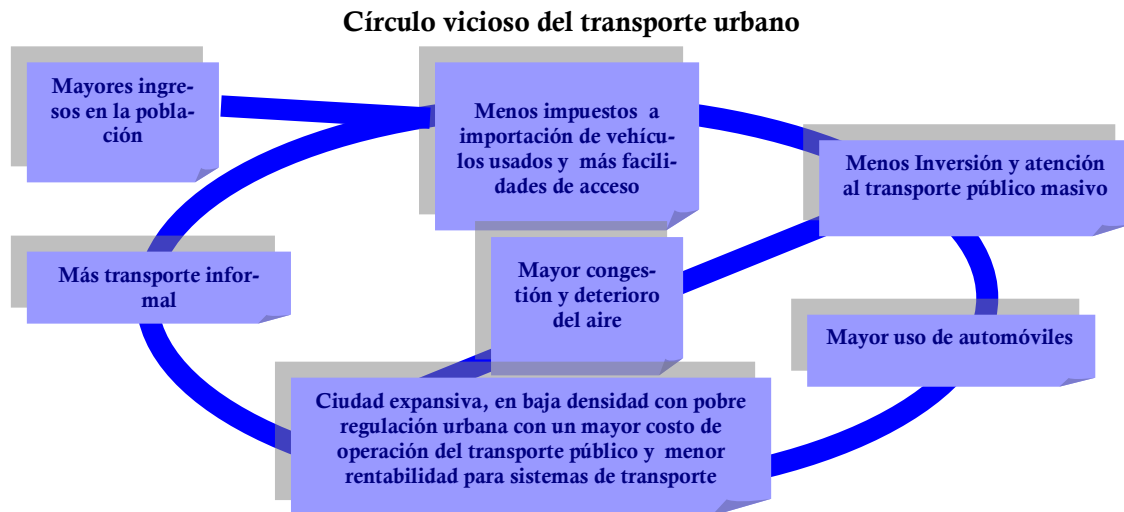 Círculo vicioso del transporte urbano
Mayores ingre-
sos en la pobla-
ción
Menos impuestos a
importación de vehícu-
los usados y más facili-
dades de acceso
Menos Inversión y atención
al transporte público masivo
Más transporte infor-
mal
Mayor conges-
tión y deterioro
del aire
Mayor uso de automóviles
Ciudad expansiva, en baja densidad con pobre
regulación urbana con un mayor costo de
operación del transporte público y menor
rentabilidad para sistemas de transporte